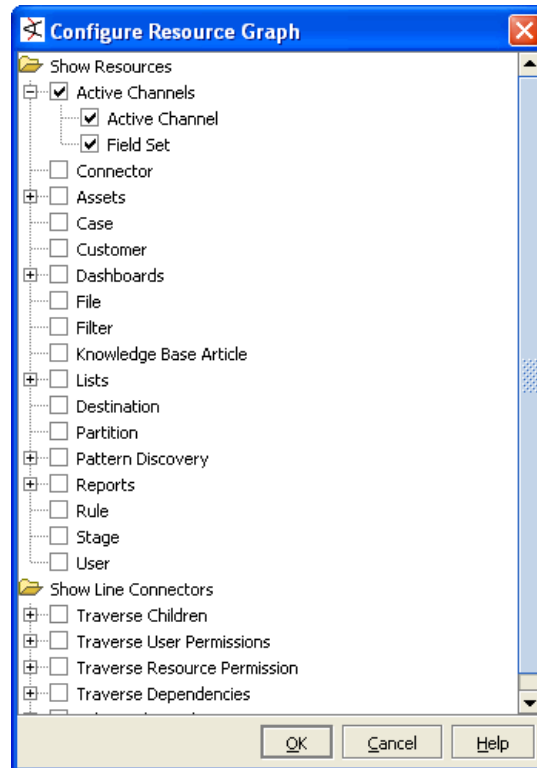 Configure Resource Graph
Show Resources
Active Channels
Active Channel
Field Set
Connector
Assets
Case
Customer
Dashboards
File
Filter
Knowledge Base Article
Lists
Destination
Partition
Pattern Discovery
Reports
Rule
Stage
User
Show Line Connectors
Traverse Children
Traverse User Permissions
Traverse Resource Permission
Traverse Dependencies
OK Cancel Help